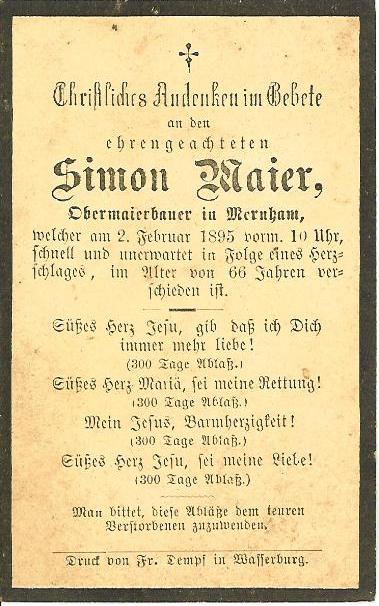 Christliches Andenken im Gebete
an den
ehrengeachteten
Simon Maier,
Obermaierbauer in Mernham,
welcher am 2. Februar 1895 vorm. 10 Uhr,
schnell und unerwartet in Folge eines Herz-
schlages, im Alter von 66 Jahren ver-
schieden ist.
Süßes Herz Jesu, gib daß ich Dich
immer mehr liebe!
(300 Tage Ablaß.)
Süßes Herz Mariä, sei meine Rettung!
(300 Tage Ablaß.)
Mein Jesus, Barmherzigkeit!
(300 Tage Ablaß.)
Süßes Herz Jesu, sei meine Liebe!
(300 Tage Ablaß.)
Man bittet, diese Abläße dem teuren
Verstorbenen zuzuwenden.
Druck von Fr. Dempf in Wasserburg.